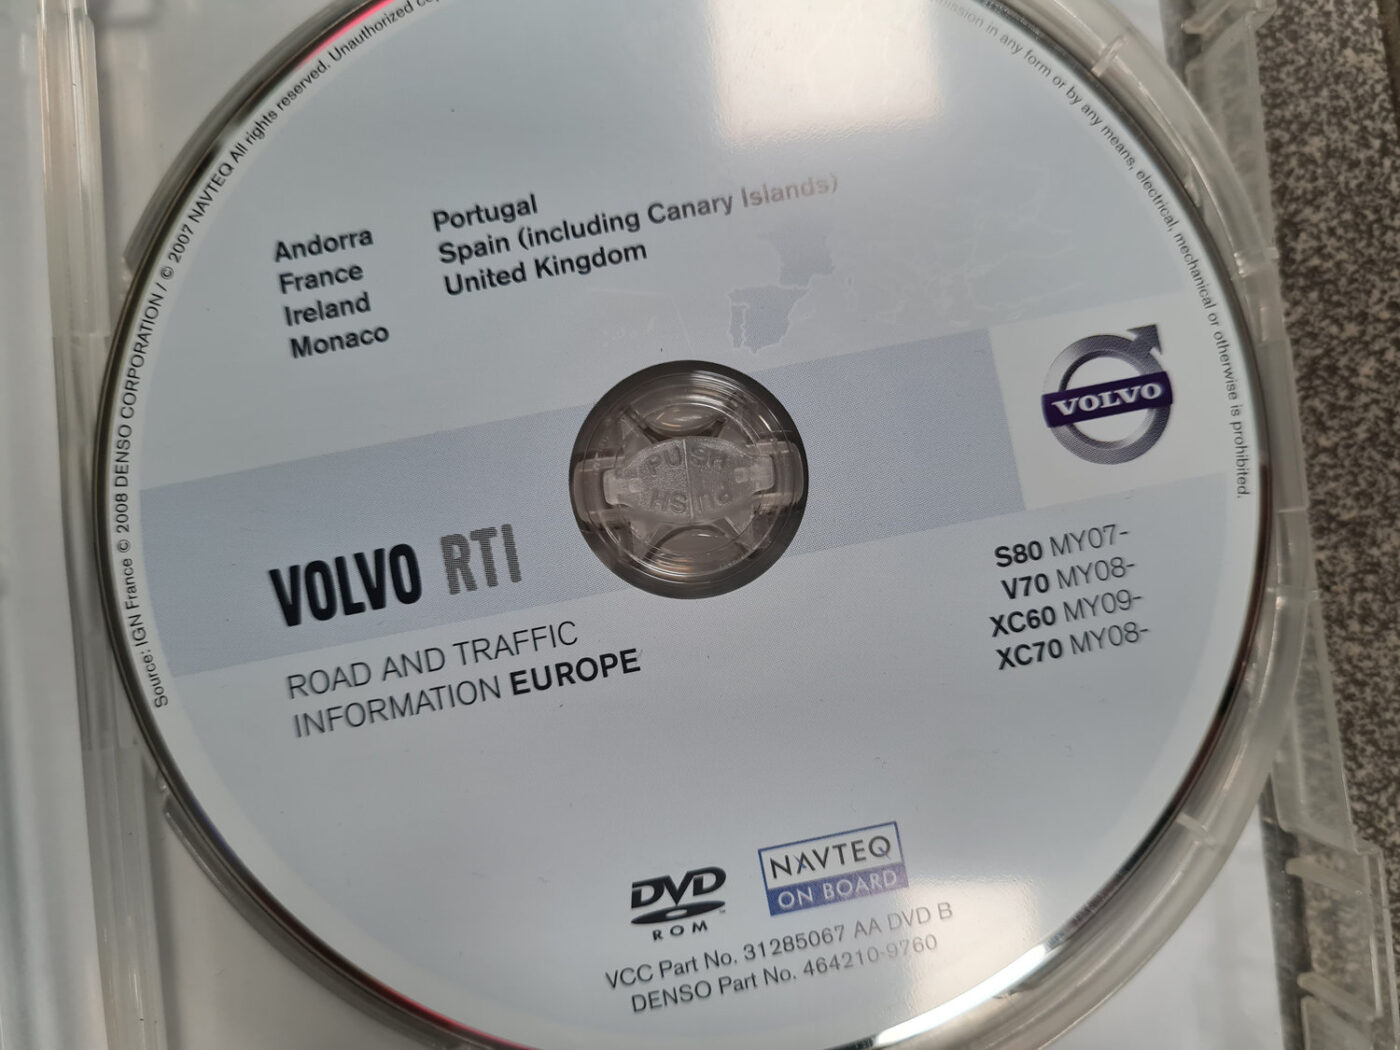 Source: IGN France © 2008 DENSO CORPORATION / © 2007 NAVTEQ All rights reserved. Unauthorized
in any form or by any means, electrical, mechanical or otherwise is prohibited.
Andorra
France
Ireland
Monaco
Portugal
Spain (including Canary Islands)
United Kingdom
VOLVO
PUSH
PUSH
VOLVO RTI
ROAD AND TRAFFIC
INFORMATION EUROPE
S80 MY07-
V70 MY08-
XC60 MY09-
XC70 MY08-
DVD
ROM
NAVTEQ
ON BOARD
VCC Part No. 31285067 AA DVD B
DENSO Part No. 464210-9760